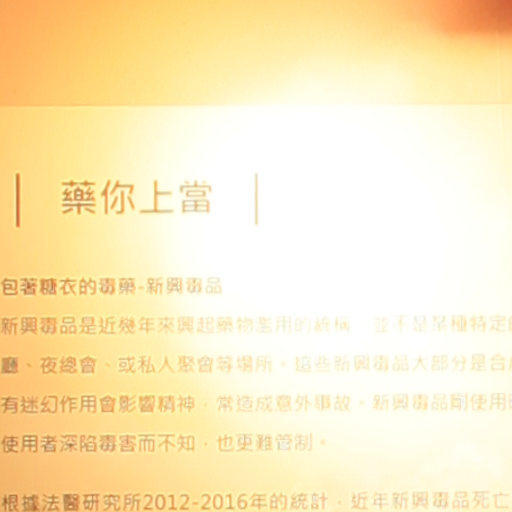 藥你上當
包著糖衣的毒藥-新興毒品
新興毒品是近幾年來興起藥物濫用的統稱 並不是某種特定
廳、夜總會、或私人聚會等場所。這些新興毒品大部分是合
有迷幻作用會影響精神,常造成意外事故。新興毒品剛使用
使用者深陷毒害而不知,也更難管制。
根據法醫研究所2012-2016年的統計,近年新興毒品死亡